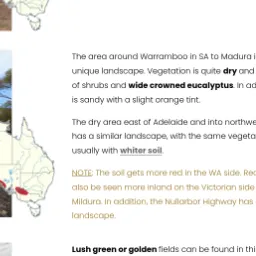 The area around Warramboo in SA to Madura i
unique landscape. Vegetation is quite dry and
of shrubs and wide crowned eucalyptus. In ad
is sandy with a slight orange tint.
The dry area east of Adelaide and into northwe
has a similar landscape, with the same vegeta
usually with whiter soil.
NOTE: The soil gets more red in the WA side. Rec
also be seen more inland on the Victorian side
Mildura. In addition, the Nullarbor Highway has
landscape.
Lush green or golden fields can be found in thi